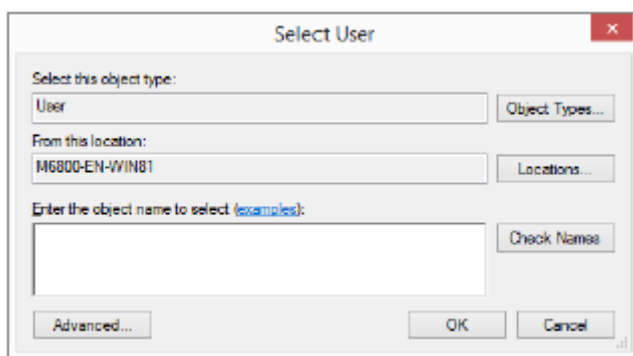 Select User
Select this object type:
User
Object Types...
From this location:
M6800-EN-WIN81
Locations...
Enter the object name to select (examples):
Check Names
Advanced...
OK
Cancel